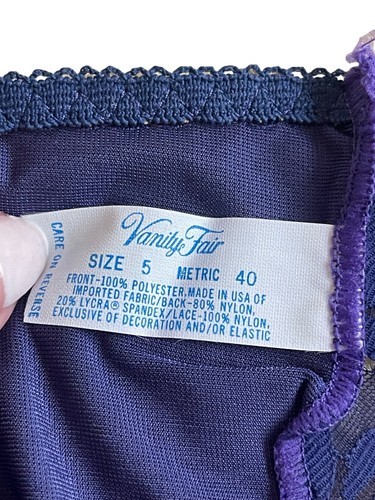 Vanity Fair
SIZE 5 METRIC 40
FRONT-100% POLYESTER, MADE IN USA OF
IMPORTED FABRIC/BACK-80% NYLON,
20% LYCRA® SPANDEX/LACE-100% NYLON,
EXCLUSIVE OF DECORATION AND/OR ELASTIC
CARE ON REVERSE